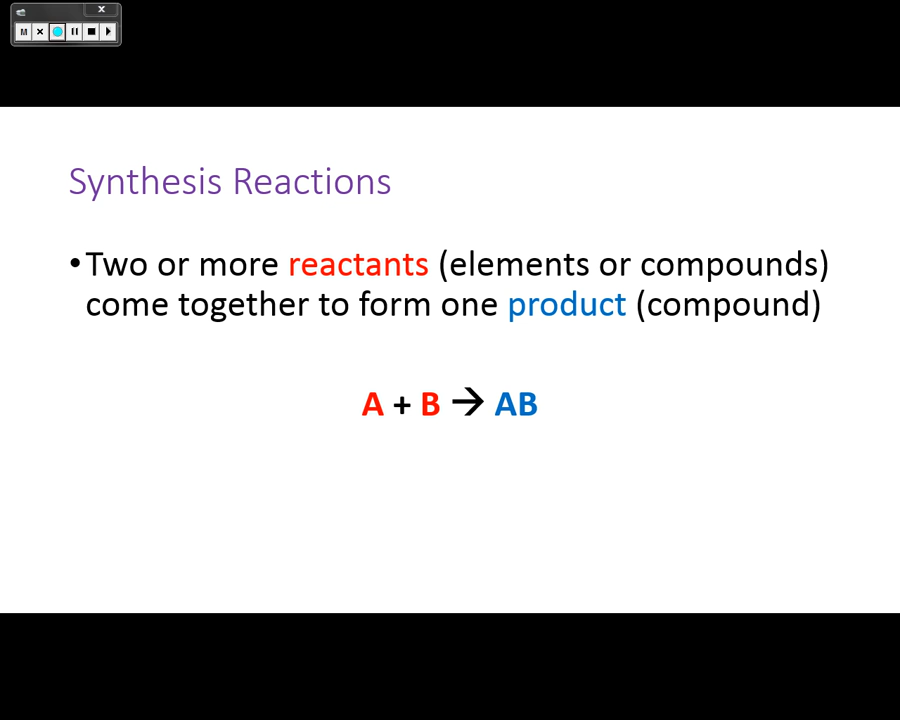 M
Synthesis Reactions
•Two or more reactants (elements or compounds)
come together to form one product (compound)
A + B → AB